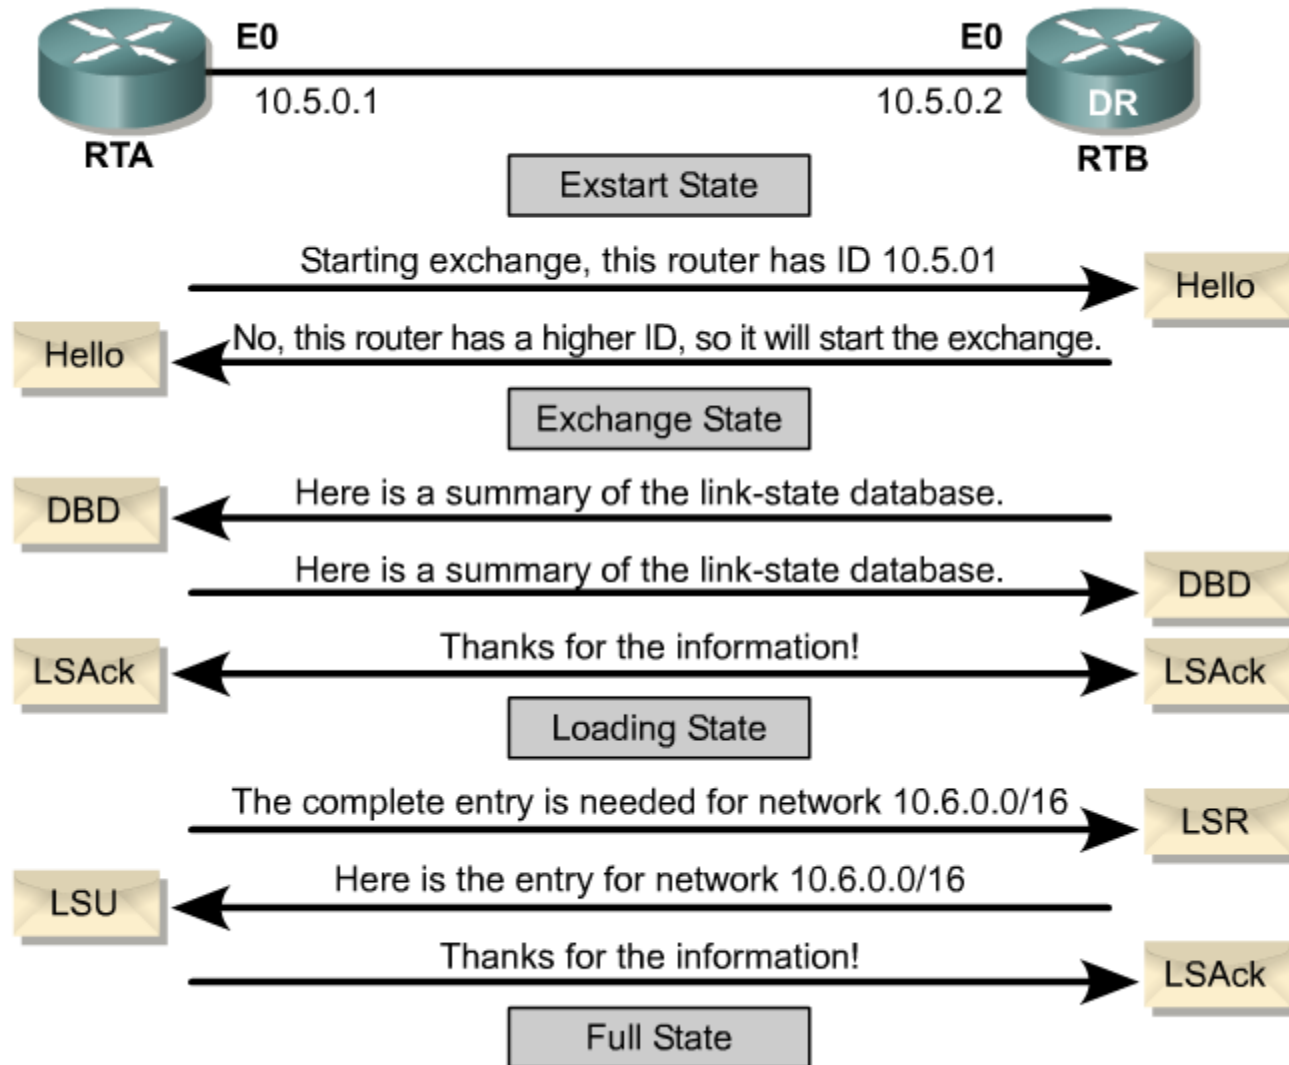 E0
E0
10.5.0.1
10.5.0.2
DR
RTA
RTB
Exstart State
Starting exchange, this router has ID 10.5.01
Hello
No, this router has a higher ID, so it will start the exchange.
Hello
Exchange State
Here is a summary of the link-state database.
DBD
Here is a summary of the link-state database.
DBD
Thanks for the information!
LSAck
LSAck
Loading State
The complete entry is needed for network 10.6.0.0/16
LSR
Here is the entry for network 10.6.0.0/16
LSU
Thanks for the information!
LSAck
Full State